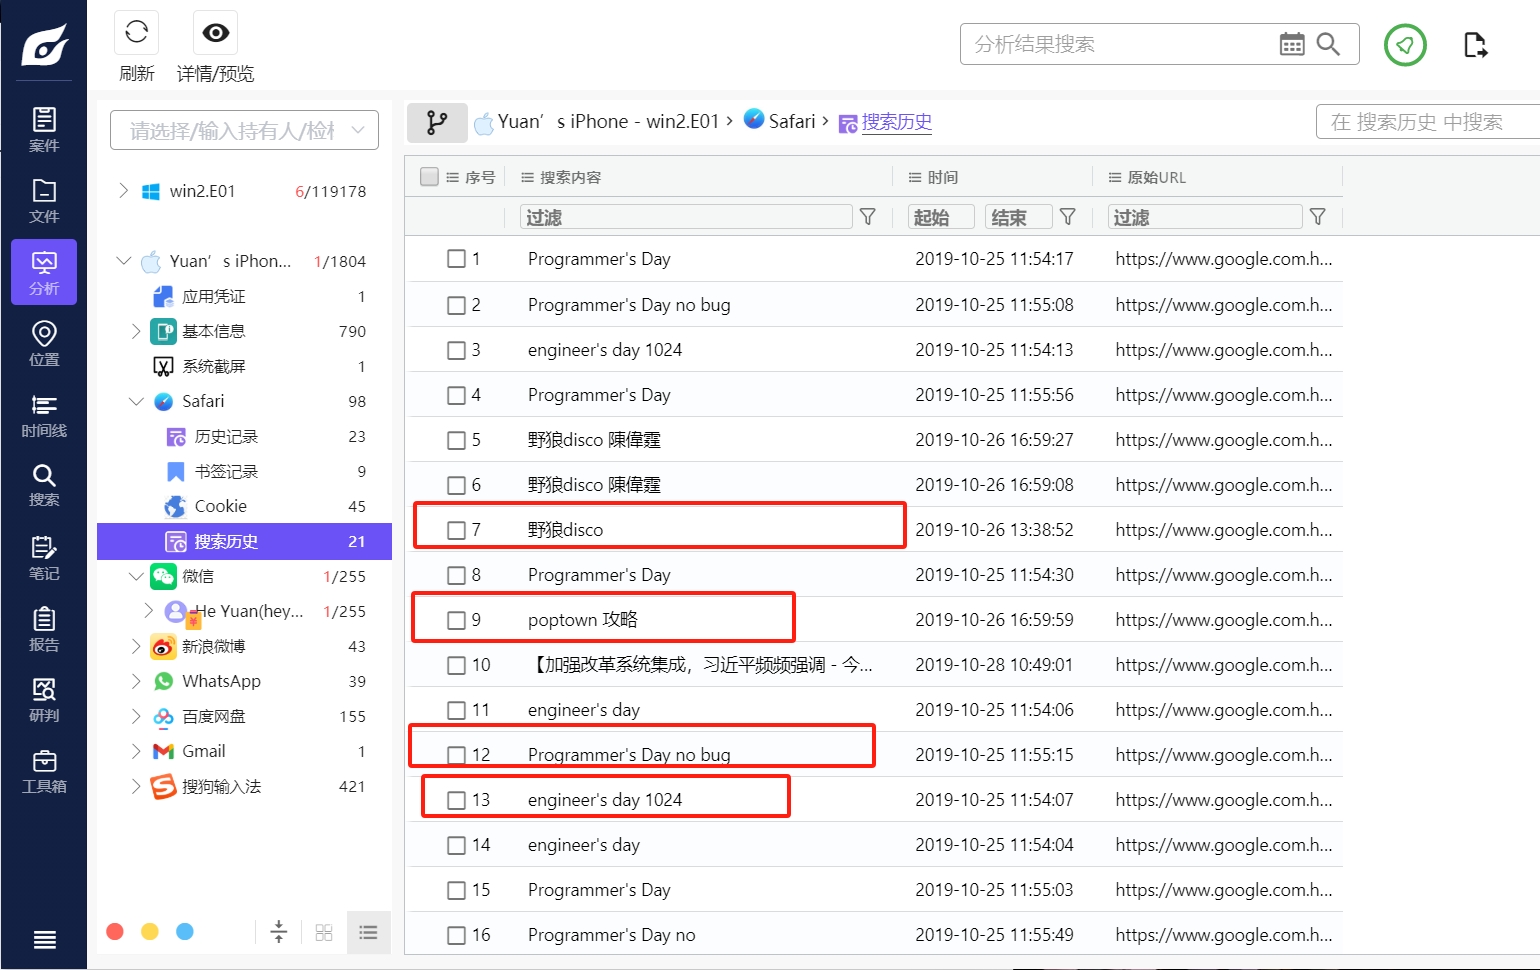 刷新
详情/预览
分析结果搜索
案件
文件
分析
位置
时间线
搜索
笔记
报告
研判
工具箱
请选择/输入持有人/检材
win2.E01 6/119178
Yuan’s iPhon... 1/1804
应用凭证 1
基本信息 790
系统截屏 1
Safari 98
历史记录 23
书签记录 9
Cookie 45
搜索历史 21
微信 1/255
He Yuan(hey... 1/255
新浪微博 43
WhatsApp 39
百度网盘 155
Gmail 1
搜狗输入法 421
Yuan’s iPhone - win2.E01 › Safari › 搜索历史
在 搜索历史 中搜索
序号 搜索内容 时间 原始URL
过滤 起始 结束 过滤
1 Programmer's Day 2019-10-25 11:54:17 https://www.google.com.h...
2 Programmer's Day no bug 2019-10-25 11:55:08 https://www.google.com.h...
3 engineer's day 1024 2019-10-25 11:54:13 https://www.google.com.h...
4 Programmer's Day 2019-10-25 11:55:56 https://www.google.com.h...
5 野狼disco 陳偉霆 2019-10-26 16:59:27 https://www.google.com.h...
6 野狼disco 陳偉霆 2019-10-26 16:59:08 https://www.google.com.h...
7 野狼disco 2019-10-26 13:38:52 https://www.google.com.h...
8 Programmer's Day 2019-10-25 11:54:30 https://www.google.com.h...
9 poptown 攻略 2019-10-26 16:59:59 https://www.google.com.h...
10 【加强改革系统集成，习近平频频强调 - 今... 2019-10-28 10:49:01 https://www.google.com.h...
11 engineer's day 2019-10-25 11:54:06 https://www.google.com.h...
12 Programmer's Day no bug 2019-10-25 11:55:15 https://www.google.com.h...
13 engineer's day 1024 2019-10-25 11:54:07 https://www.google.com.h...
14 engineer's day 2019-10-25 11:54:04 https://www.google.com.h...
15 Programmer's Day 2019-10-25 11:55:03 https://www.google.com.h...
16 Programmer's Day no 2019-10-25 11:55:49 https://www.google.com.h...